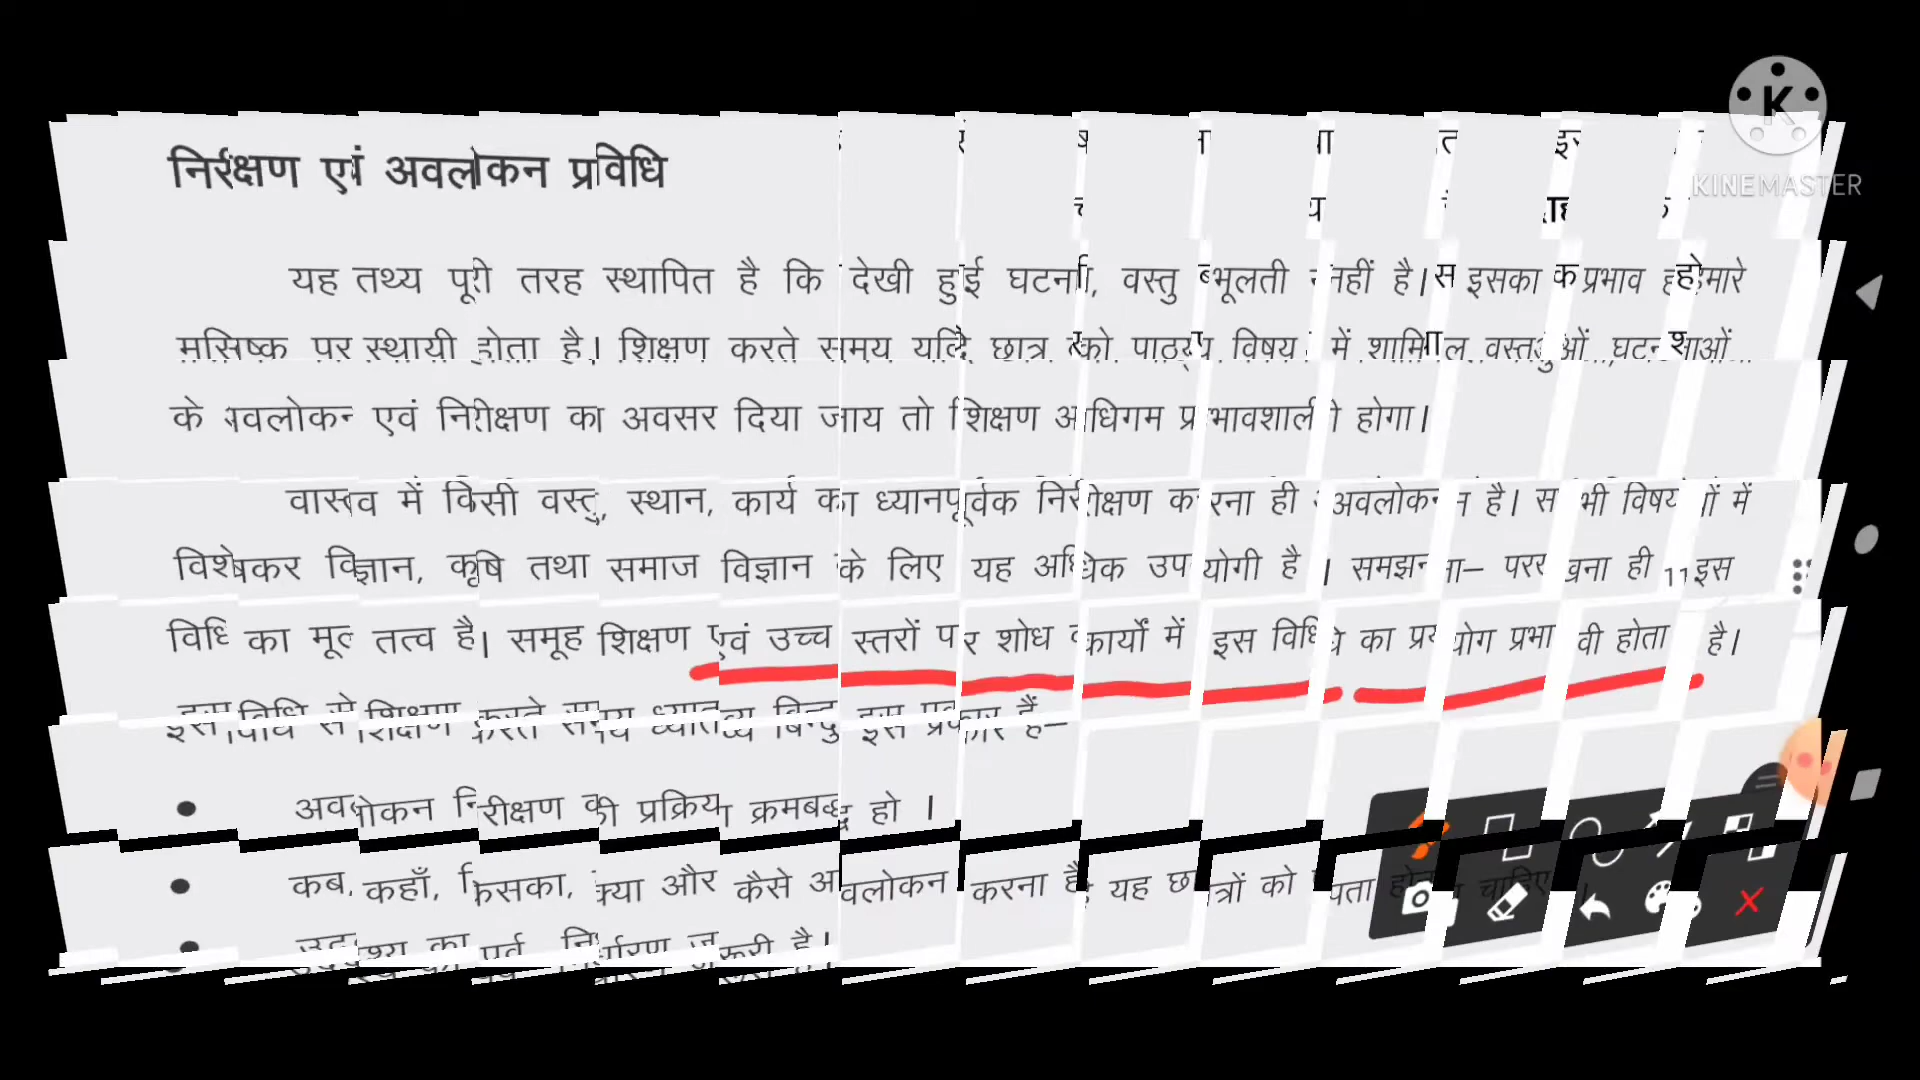 KINEMASTER
निरीक्षण एवं अवलोकन प्रविधि
यह तथ्य पूरी तरह स्थापित है कि देखी हुई घटना, वस्तु भूलती नहीं है। इसका प्रभाव हमारे
मसिष्क पर स्थायी होता है। शिक्षण करते समय यदि छात्र को पाठ्य विषय में शामिल वस्तुओं, घटनाओं
के अवलोकन एवं निरीक्षण का अवसर दिया जाय तो शिक्षण अधिगम प्रभावशाली होगा।
वास्तव में किसी वस्तु, स्थान, कार्य का ध्यानपूर्वक निरीक्षण करना ही अवलोकन है। सभी विषयों में
विशेषकर विज्ञान, कृषि तथा समाज विज्ञान के लिए यह अधिक उपयोगी है। समझना– परखना ही इस
विधि का मूल तत्व है। समूह शिक्षण एवं उच्च स्तरों पर शोध कार्यों में इस विधि का प्रयोग प्रभावी होता है।
इस विधि से शिक्षण करते समय ध्यातव्य बिन्दु इस प्रकार हैं–
• अवलोकन निरीक्षण की प्रक्रिया क्रमबद्ध हो ।
• कब, कहाँ, किसका, क्या और कैसे अवलोकन करना है यह छात्रों को पता होना चाहिए ।
• उद्देश्य का पूर्व निर्धारण जरूरी है।